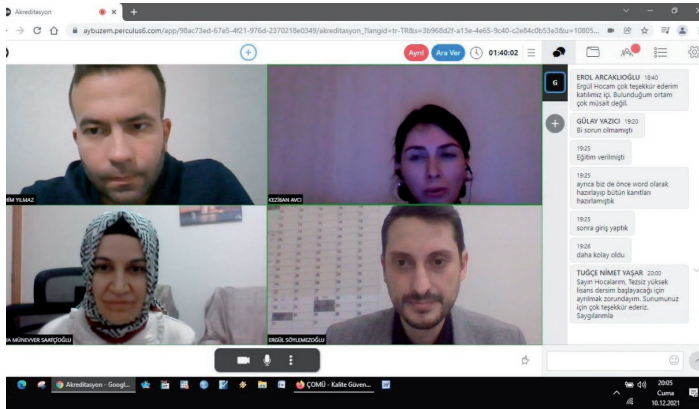 Akreditasyon
aybuzem.perculus6.com/app/98ac73ed-67e5-4f21-976d-2370218e0349/akreditasyon_?langid=tr-TR&s=3b968d2f-a13e-4e65-9c40-c2e84c0b53e3&u=10805...
Ayrıl
Ara Ver
01:40:02
G
EROL ARCAKLIOĞLU 18:40
Ergül Hocam çok teşekkür ederim
katılımız içi. Bulunduğum ortam
çok müsait değil.
GÜLAY YAZICI 19:20
Bi sorun olmamıştı
19:25
Eğitim verilmişti
19:25
ayrıca biz de önce word olarak
hazırlayıp bütün kanıtları
hazırlamıştık
19:25
sonra giriş yaptık
19:26
daha kolay oldu
TUĞÇE NİMET YAŞAR 20:00
Sayın Hocalarım, Tezsiz yüksek
lisans dersim başlayacağı için
ayrılmak zorundayım. Sunumunuz
için çok teşekkür ederiz.
Saygılarımla
YILMAZ
KEZİBAN AVCI
MÜNEVVER SAATÇİOĞLU
ERGÜL SÖYLEMEZOĞLU
Akreditasyon - Googl...
ÇOMÜ - Kalite Güven...
20:05
Cuma
10.12.2021